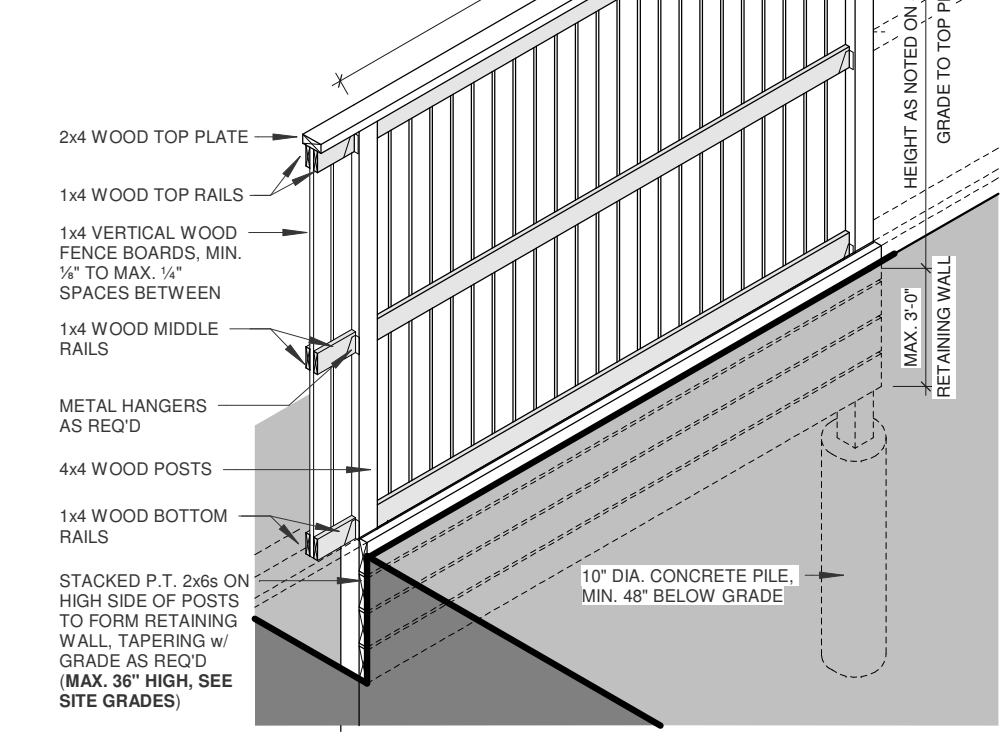 2x4 WOOD TOP PLATE
1x4 WOOD TOP RAILS
1x4 VERTICAL WOOD
FENCE BOARDS, MIN.
⅛" TO MAX. ¼"
SPACES BETWEEN
1x4 WOOD MIDDLE
RAILS
METAL HANGERS
AS REQ'D
4x4 WOOD POSTS
1x4 WOOD BOTTOM
RAILS
STACKED P.T. 2x6s ON
HIGH SIDE OF POSTS
TO FORM RETAINING
WALL, TAPERING w/
GRADE AS REQ'D
(MAX. 36" HIGH, SEE
SITE GRADES)
HEIGHT AS NOTED ON
GRADE TO TOP
MAX. 3'-0"
RETAINING WALL
10" DIA. CONCRETE PILE,
MIN. 48" BELOW GRADE